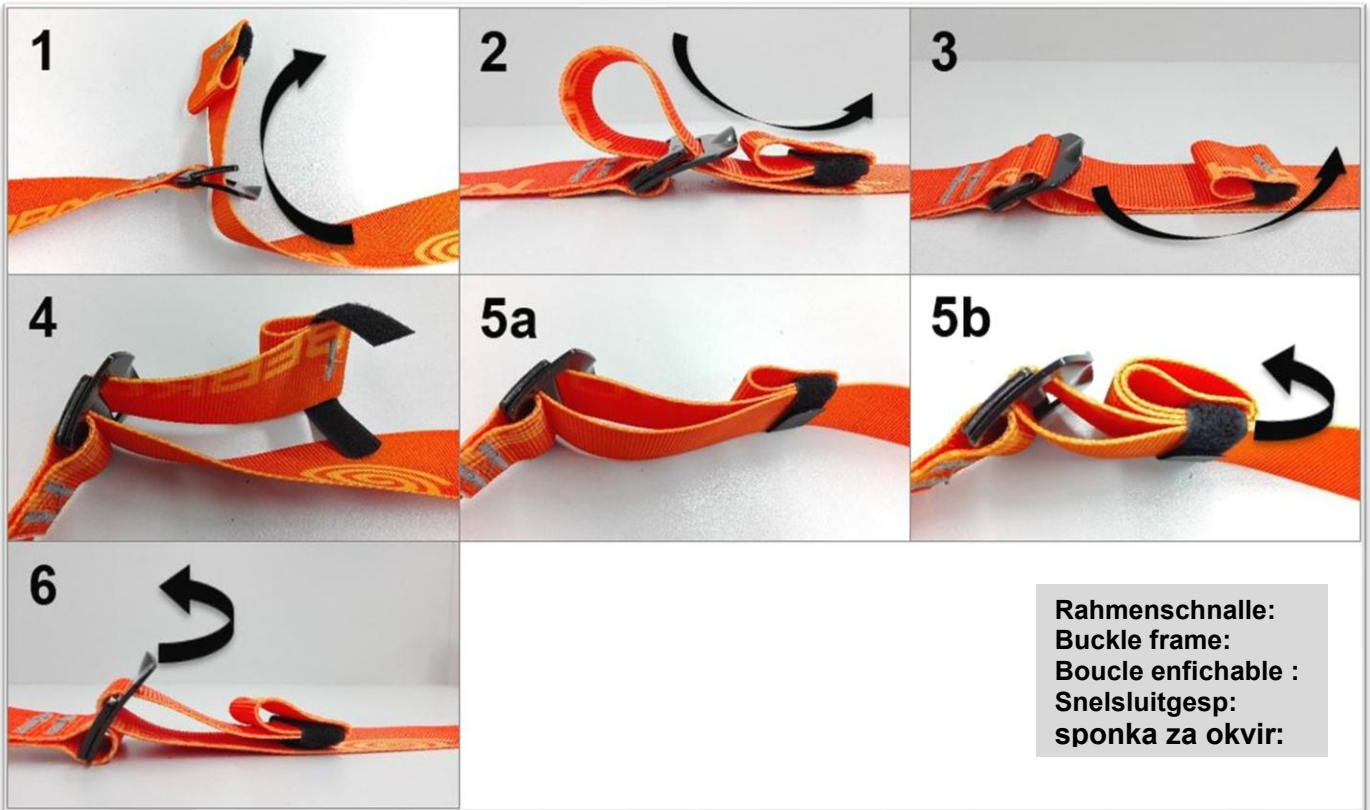 1
2
3
4
5a
5b
6
Rahmenschnalle:
Buckle frame:
Boucle enfichable :
Snelsluitgesp:
sponka za okvir: